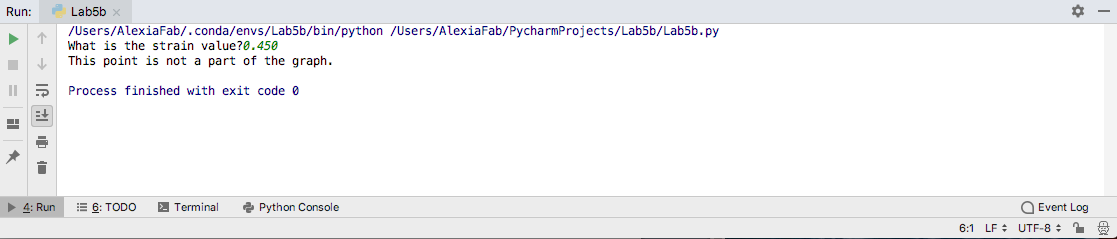 Run: Lab5b
/Users/AlexiaFab/.conda/envs/Lab5b/bin/python /Users/AlexiaFab/PycharmProjects/Lab5b/Lab5b.py
What is the strain value?0.450
This point is not a part of the graph.
Process finished with exit code 0
4: Run 6: TODO Terminal Python Console Event Log
6:1 LF UTF-8